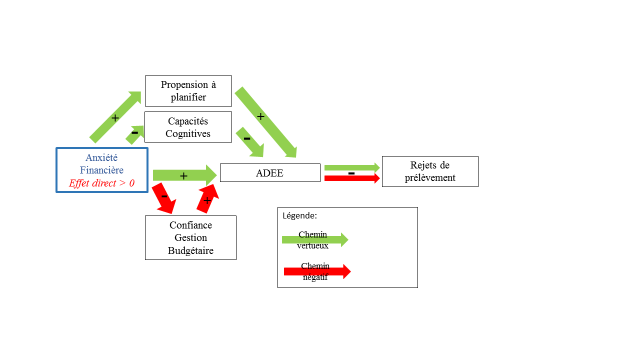 Propension à
planifier
+
+
Capacités
Cognitives
-
-
Anxiété
Financière
Effet direct > 0
+
ADEE
-
Rejets de
prélèvement
-
+
Confiance
Gestion
Budgétaire
Légende:
Chemin
vertueux
Chemin
négatif